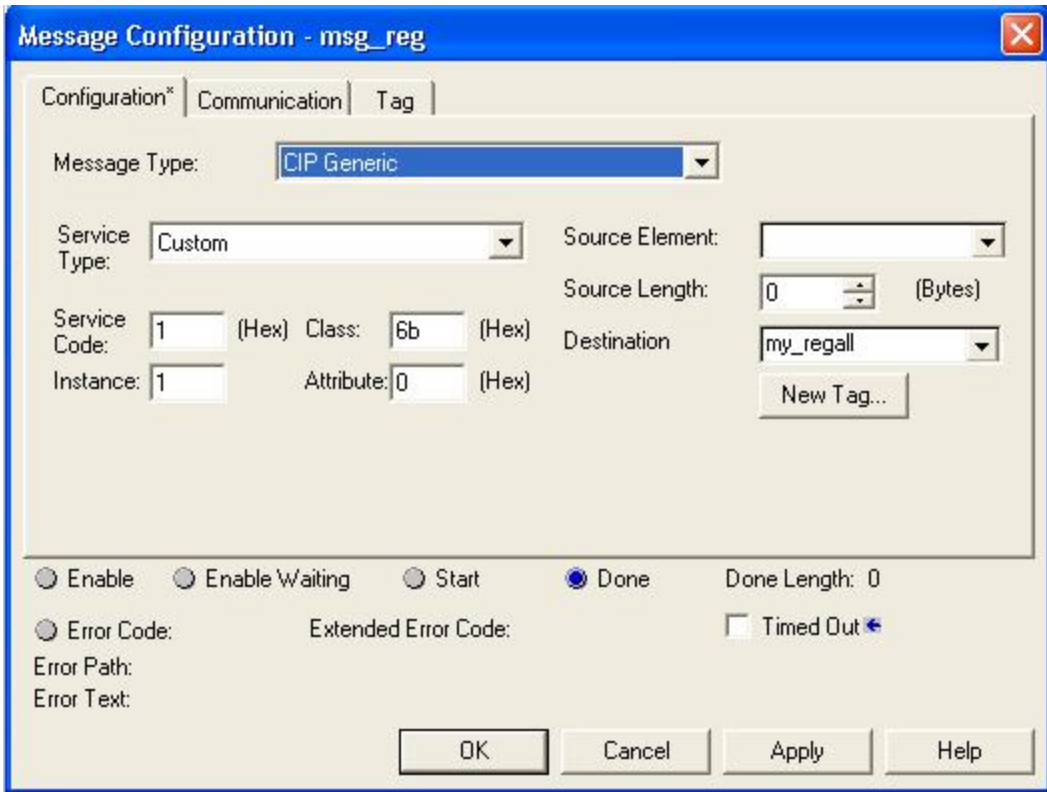 Message Configuration - msg_reg
Configuration* Communication Tag
Message Type: CIP Generic
Service Type: Custom
Source Element:
Source Length: 0 (Bytes)
Service Code: 1 (Hex) Class: 6b (Hex)
Destination my_regall
Instance: 1 Attribute: 0 (Hex)
New Tag...
Enable Enable Waiting Start Done Done Length: 0
Error Code: Extended Error Code: Timed Out
Error Path:
Error Text:
OK Cancel Apply Help